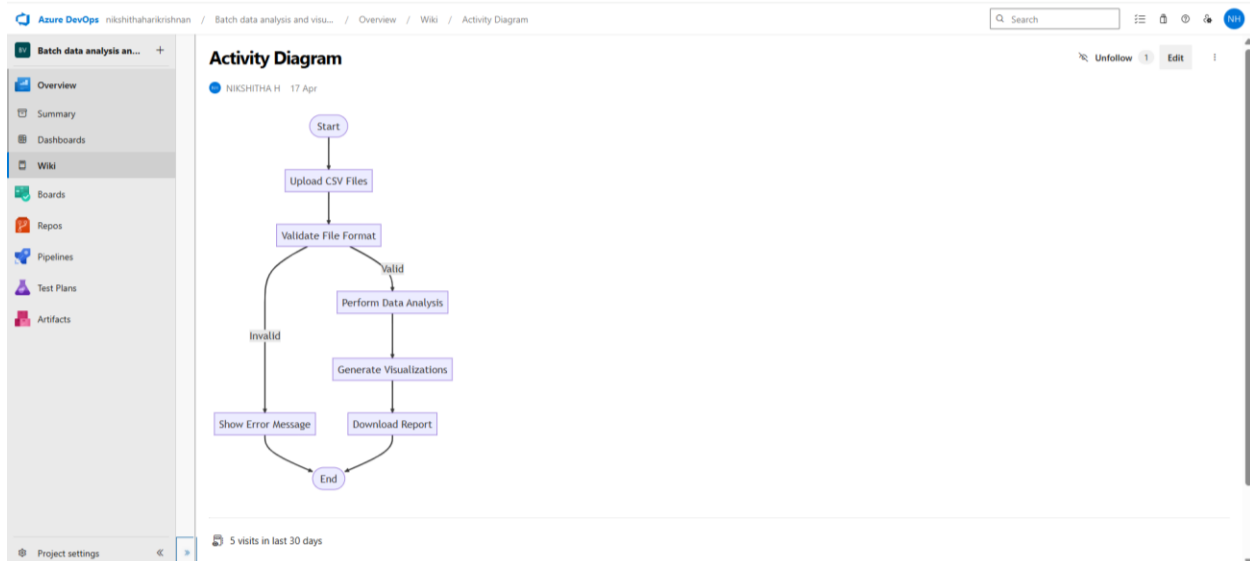 Azure DevOps nikshithaharikrishnan / Batch data analysis and visu... / Overview / Wiki / Activity Diagram
Search
NH
BV Batch data analysis an... +
Overview
Summary
Dashboards
Wiki
Boards
Repos
Pipelines
Test Plans
Artifacts
Project settings
Activity Diagram
Unfollow 1 Edit
NIKSHITHA H 17 Apr
Start
Upload CSV Files
Validate File Format
Valid
Perform Data Analysis
Invalid
Generate Visualizations
Show Error Message
Download Report
End
5 visits in last 30 days